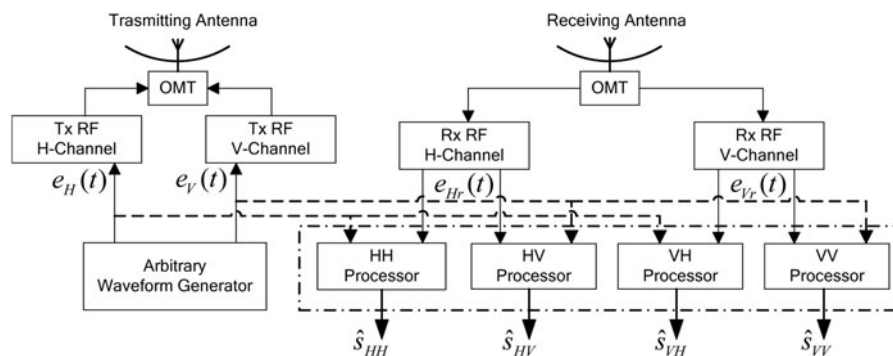 Trasmitting Antenna
Receiving Antenna
OMT
OMT
Tx RF
H-Channel
Tx RF
V-Channel
Rx RF
H-Channel
Rx RF
V-Channel
e_H(t)
e_V(t)
e_Hr(t)
e_Vr(t)
Arbitrary
Waveform Generator
HH
Processor
HV
Processor
VH
Processor
VV
Processor
ŝ_HH
ŝ_HV
ŝ_VH
ŝ_VV